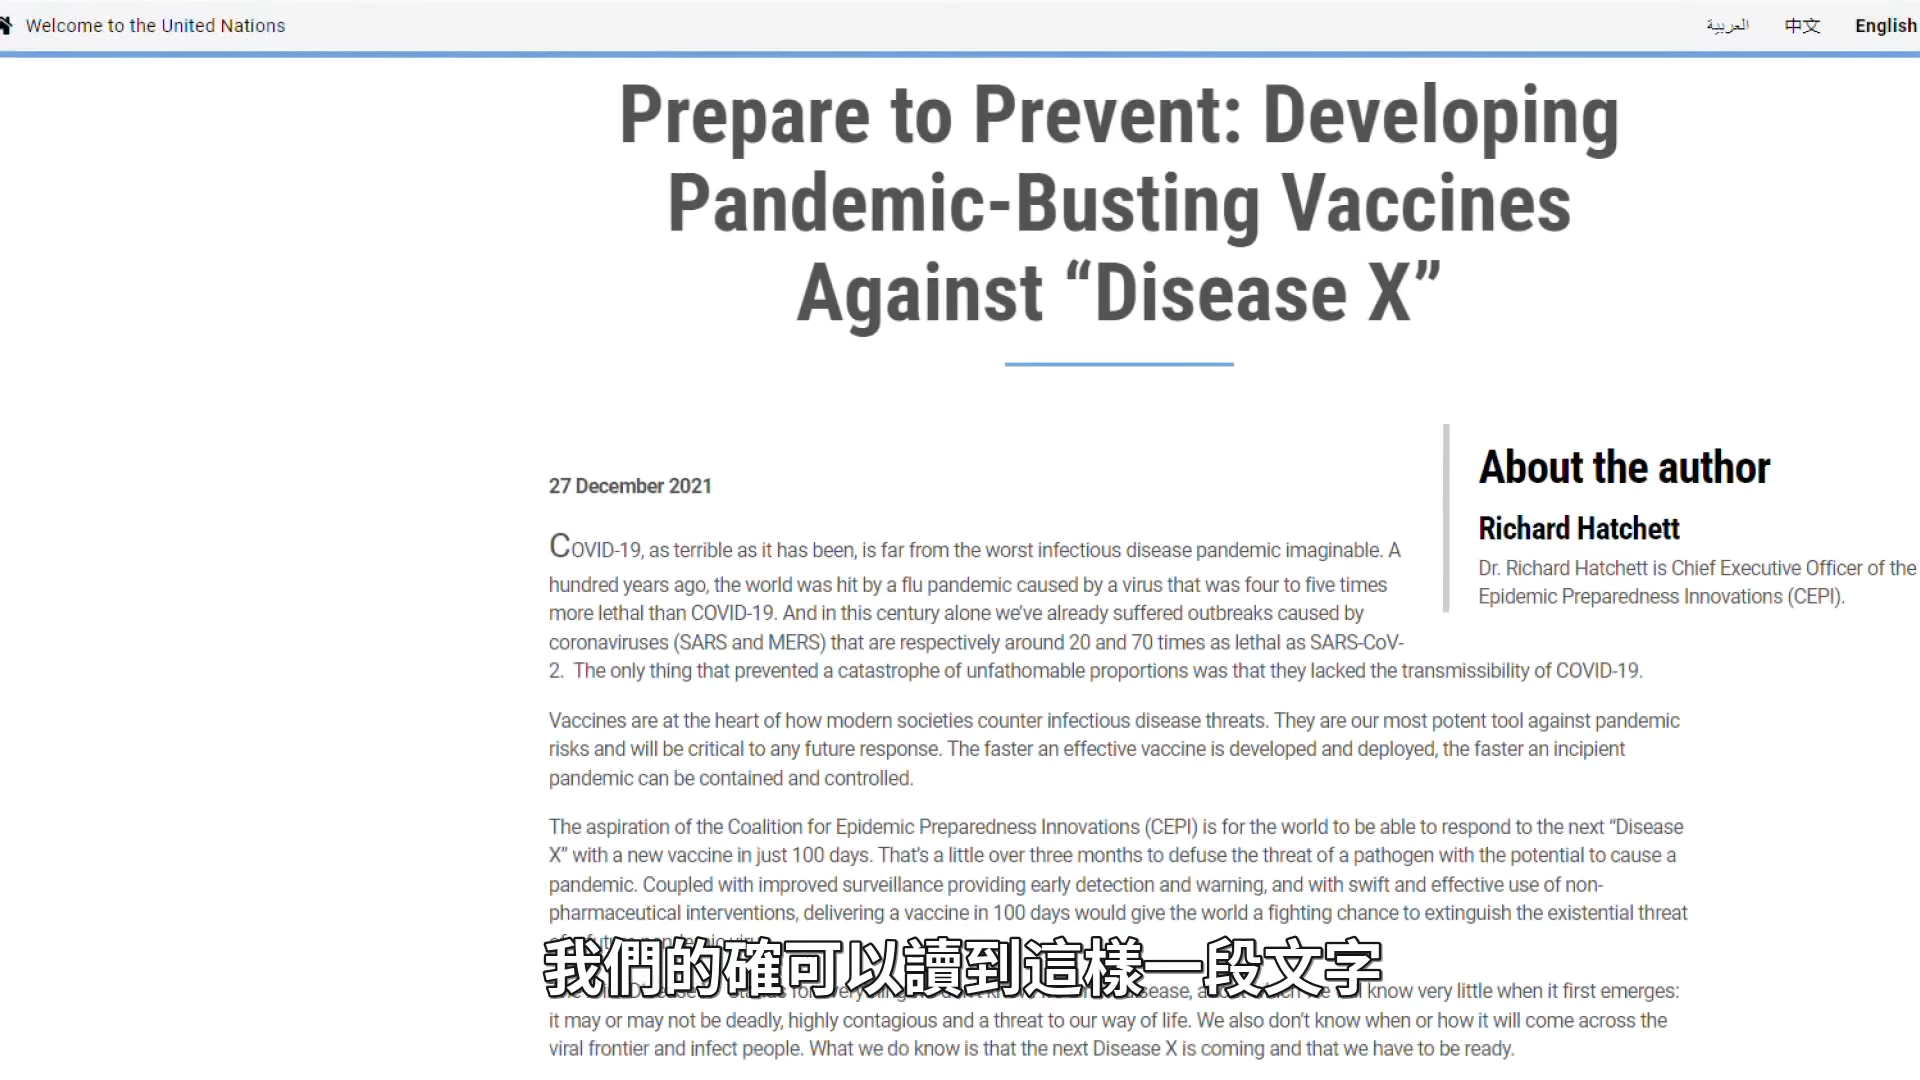 Welcome to the United Nations
العربية 中文 English
Prepare to Prevent: Developing
Pandemic-Busting Vaccines
Against “Disease X”
27 December 2021
COVID-19, as terrible as it has been, is far from the worst infectious disease pandemic imaginable. A
hundred years ago, the world was hit by a flu pandemic caused by a virus that was four to five times
more lethal than COVID-19. And in this century alone we’ve already suffered outbreaks caused by
coronaviruses (SARS and MERS) that are respectively around 20 and 70 times as lethal as SARS-CoV-
2. The only thing that prevented a catastrophe of unfathomable proportions was that they lacked the transmissibility of COVID-19.
About the author
Richard Hatchett
Dr. Richard Hatchett is Chief Executive Officer of the
Epidemic Preparedness Innovations (CEPI).
Vaccines are at the heart of how modern societies counter infectious disease threats. They are our most potent tool against pandemic
risks and will be critical to any future response. The faster an effective vaccine is developed and deployed, the faster an incipient
pandemic can be contained and controlled.
The aspiration of the Coalition for Epidemic Preparedness Innovations (CEPI) is for the world to be able to respond to the next “Disease
X” with a new vaccine in just 100 days. That’s a little over three months to defuse the threat of a pathogen with the potential to cause a
pandemic. Coupled with improved surveillance providing early detection and warning, and with swift and effective use of non-
pharmaceutical interventions, delivering a vaccine in 100 days would give the world a fighting chance to extinguish the existential threat
我們的確可以讀到這樣一段文字
know very little when it first emerges:
it may or may not be deadly, highly contagious and a threat to our way of life. We also don’t know when or how it will come across the
viral frontier and infect people. What we do know is that the next Disease X is coming and that we have to be ready.